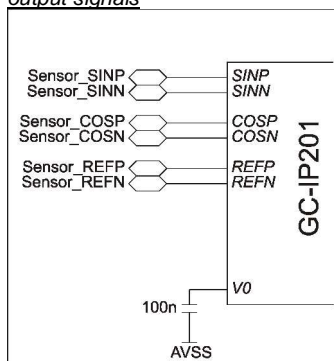 output signals
Sensor_SINP SINP
Sensor_SINN SINN
Sensor_COSP COSP
Sensor_COSN COSN
Sensor_REFP REFP
Sensor_REFN REFN
GC-IP201
V0
100n
AVSS